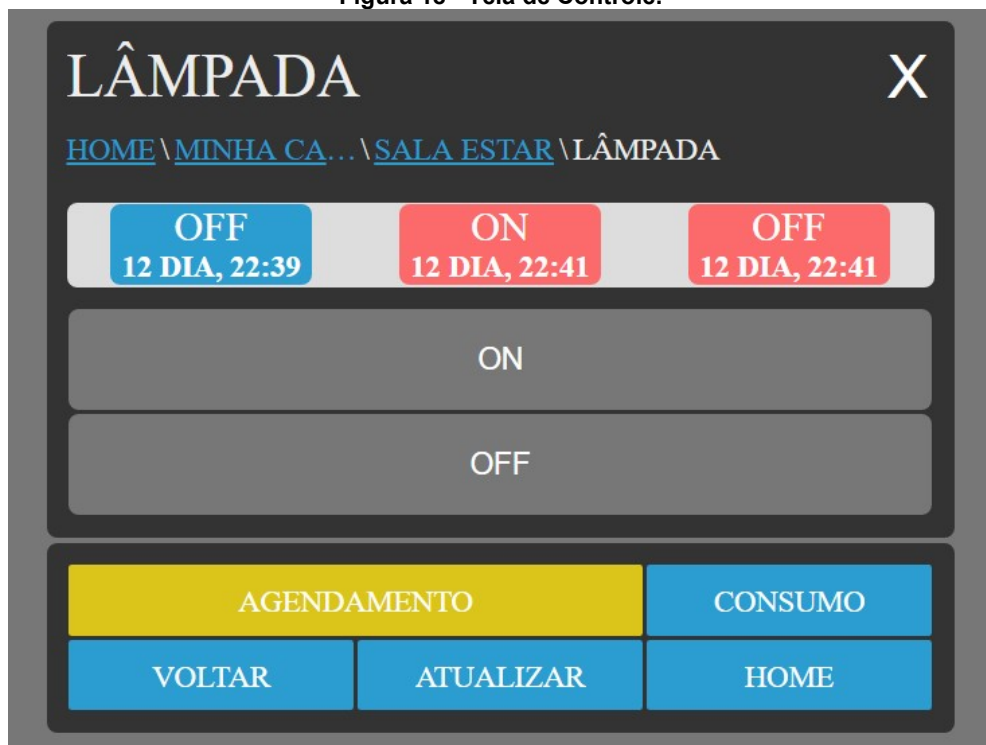 LÂMPADA X
HOME\MINHA CA...\SALA ESTAR\LÂMPADA
OFF ON OFF
12 DIA, 22:39 12 DIA, 22:41 12 DIA, 22:41
ON
OFF
AGENDAMENTO CONSUMO
VOLTAR ATUALIZAR HOME